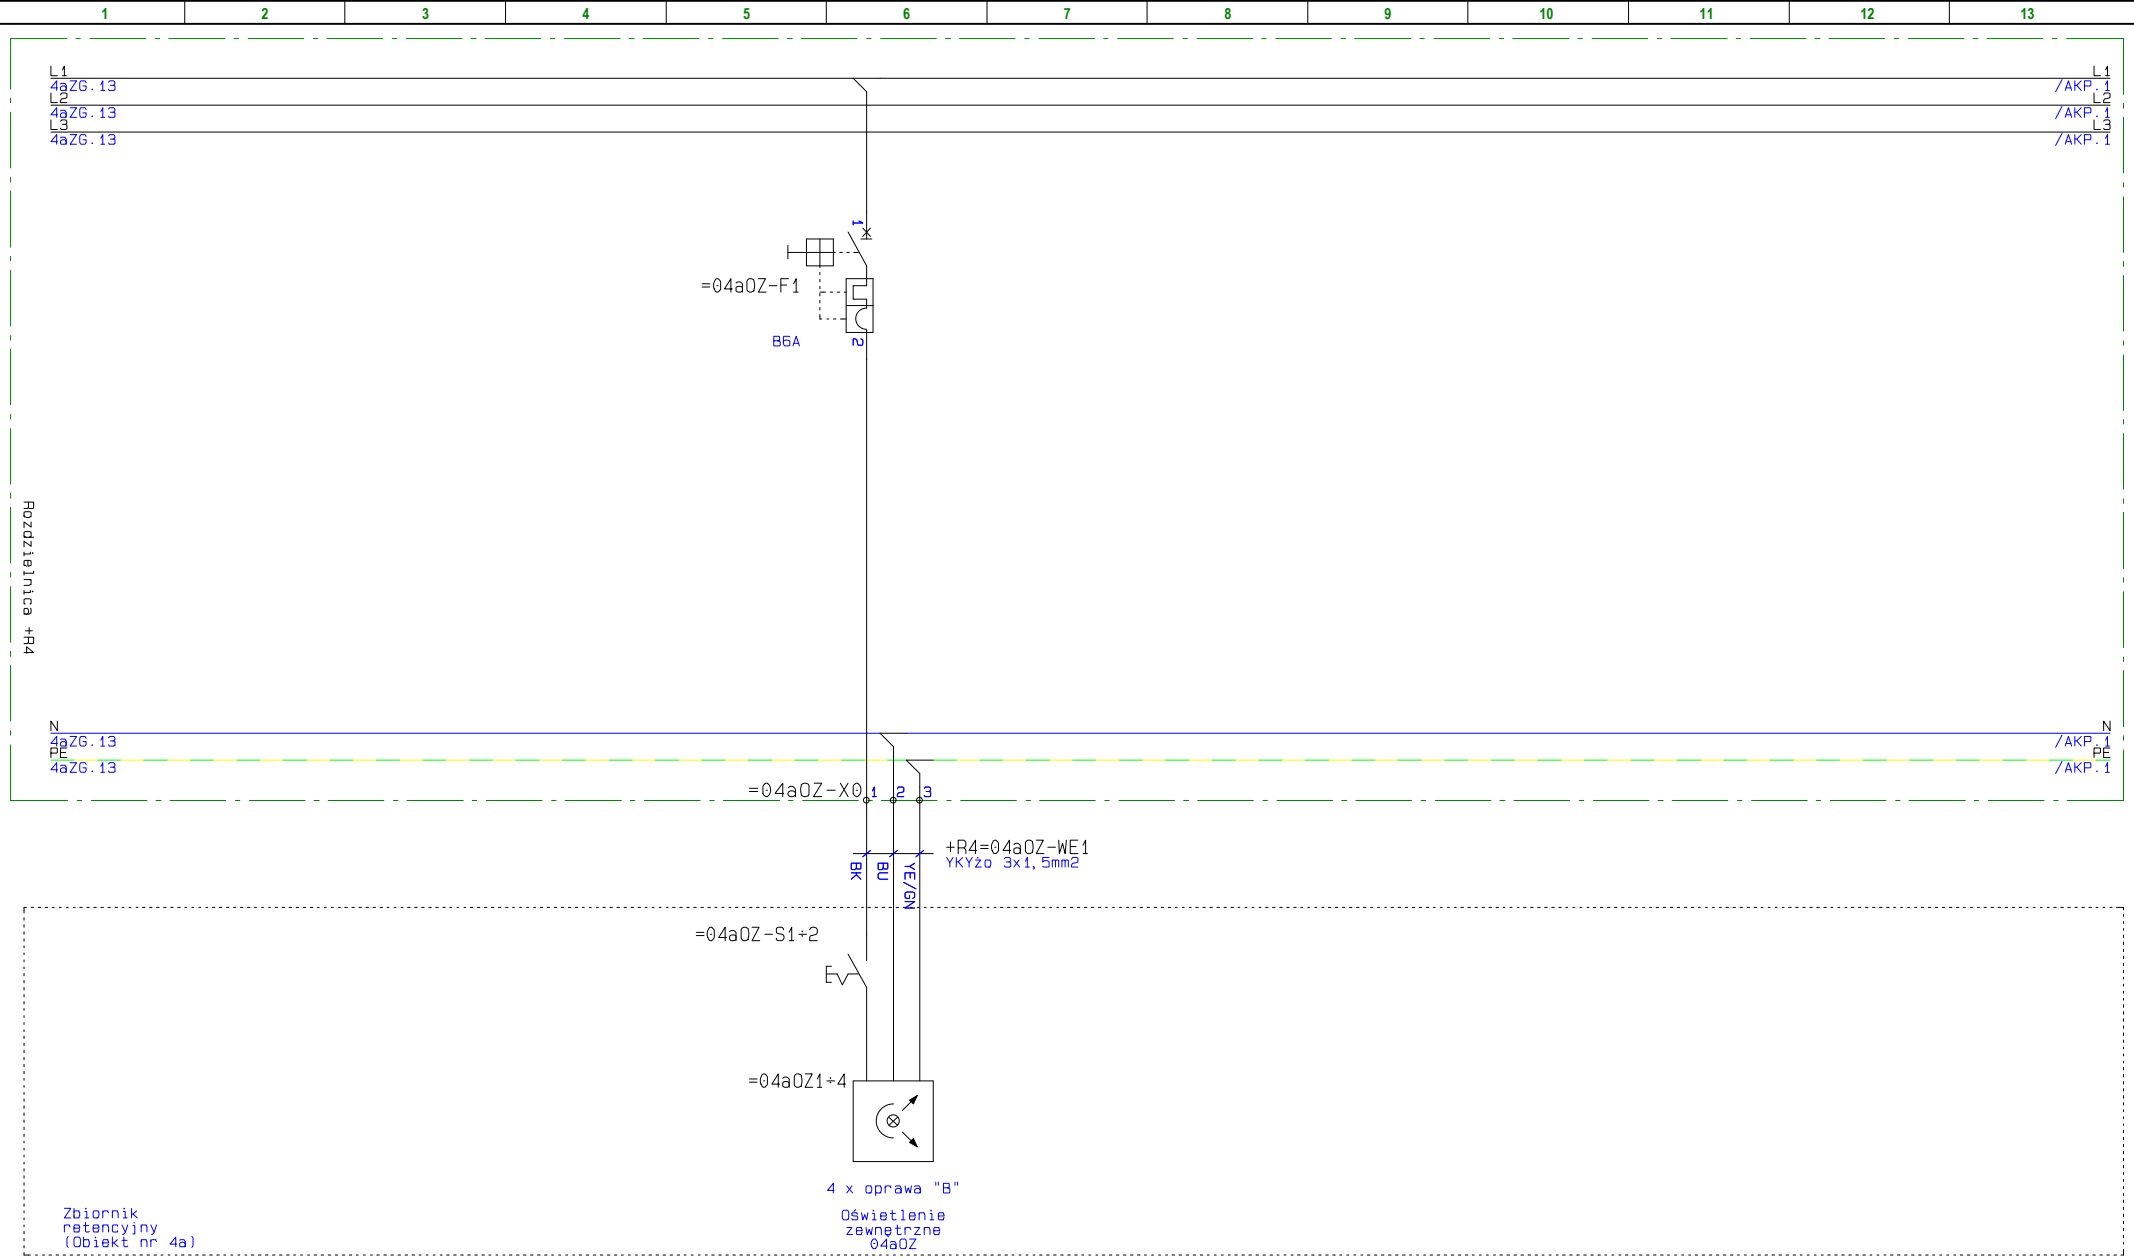 1 2 3 4 5 6 7 8 9 10 11 12 13
L1 L1
4aZG.13 /AKP.1
L2 L2
4aZG.13 /AKP.1
L3 L3
4aZG.13 /AKP.1
1
=04aOZ-F1
B6A 2
Rozdzielnica +R4
N N
4aZG.13 /AKP.1
PE PE
4aZG.13 /AKP.1
=04aOZ-X0 1 2 3
+R4=04aOZ-WE1
YKYżo 3x1,5mm2
BK BU YE/GN
=04aOZ-S1÷2
=04aOZ1÷4
4 x oprawa "B"
Oświetlenie
zewnętrzne
04aOZ
Zbiornik
retencyjny
(Obiekt nr 4a)